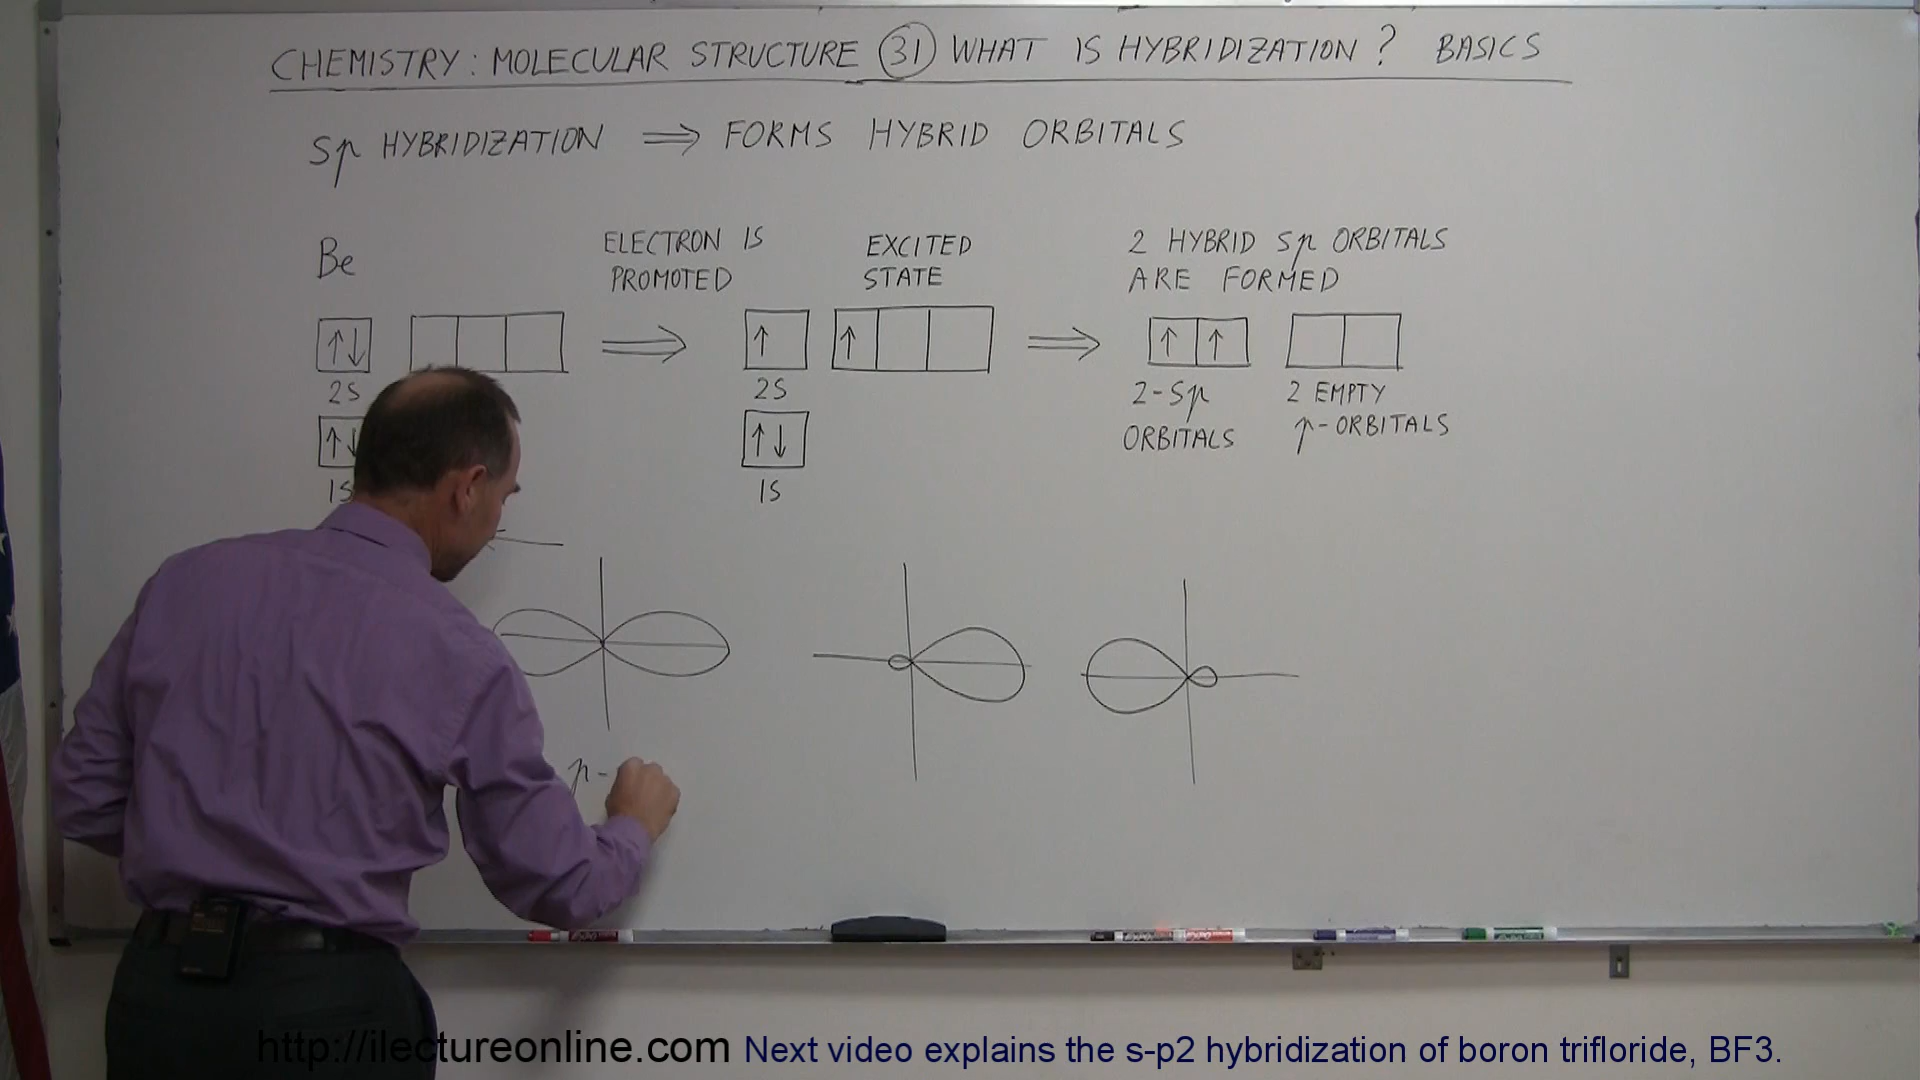 CHEMISTRY: MOLECULAR STRUCTURE 31 WHAT IS HYBRIDIZATION? BASICS
sp HYBRIDIZATION ⇒ FORMS HYBRID ORBITALS
Be
ELECTRON IS
PROMOTED
EXCITED
STATE
2 HYBRID sp ORBITALS
ARE FORMED
↑↓
⇒
↑
↑
⇒
↑ ↑
2S
2S
2-sp
ORBITALS
2 EMPTY
p-ORBITALS
↑↓
↑↓
1S
1S
p-
http://ilectureonline.com Next video explains the s-p2 hybridization of boron trifloride, BF3.